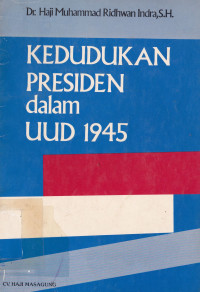 Dr. Haji Muhammad Ridhwan Indra,S.H.
KEDUDUKAN
PRESIDEN
dalam
UUD 1945
CV. HAJI MASAGUNG